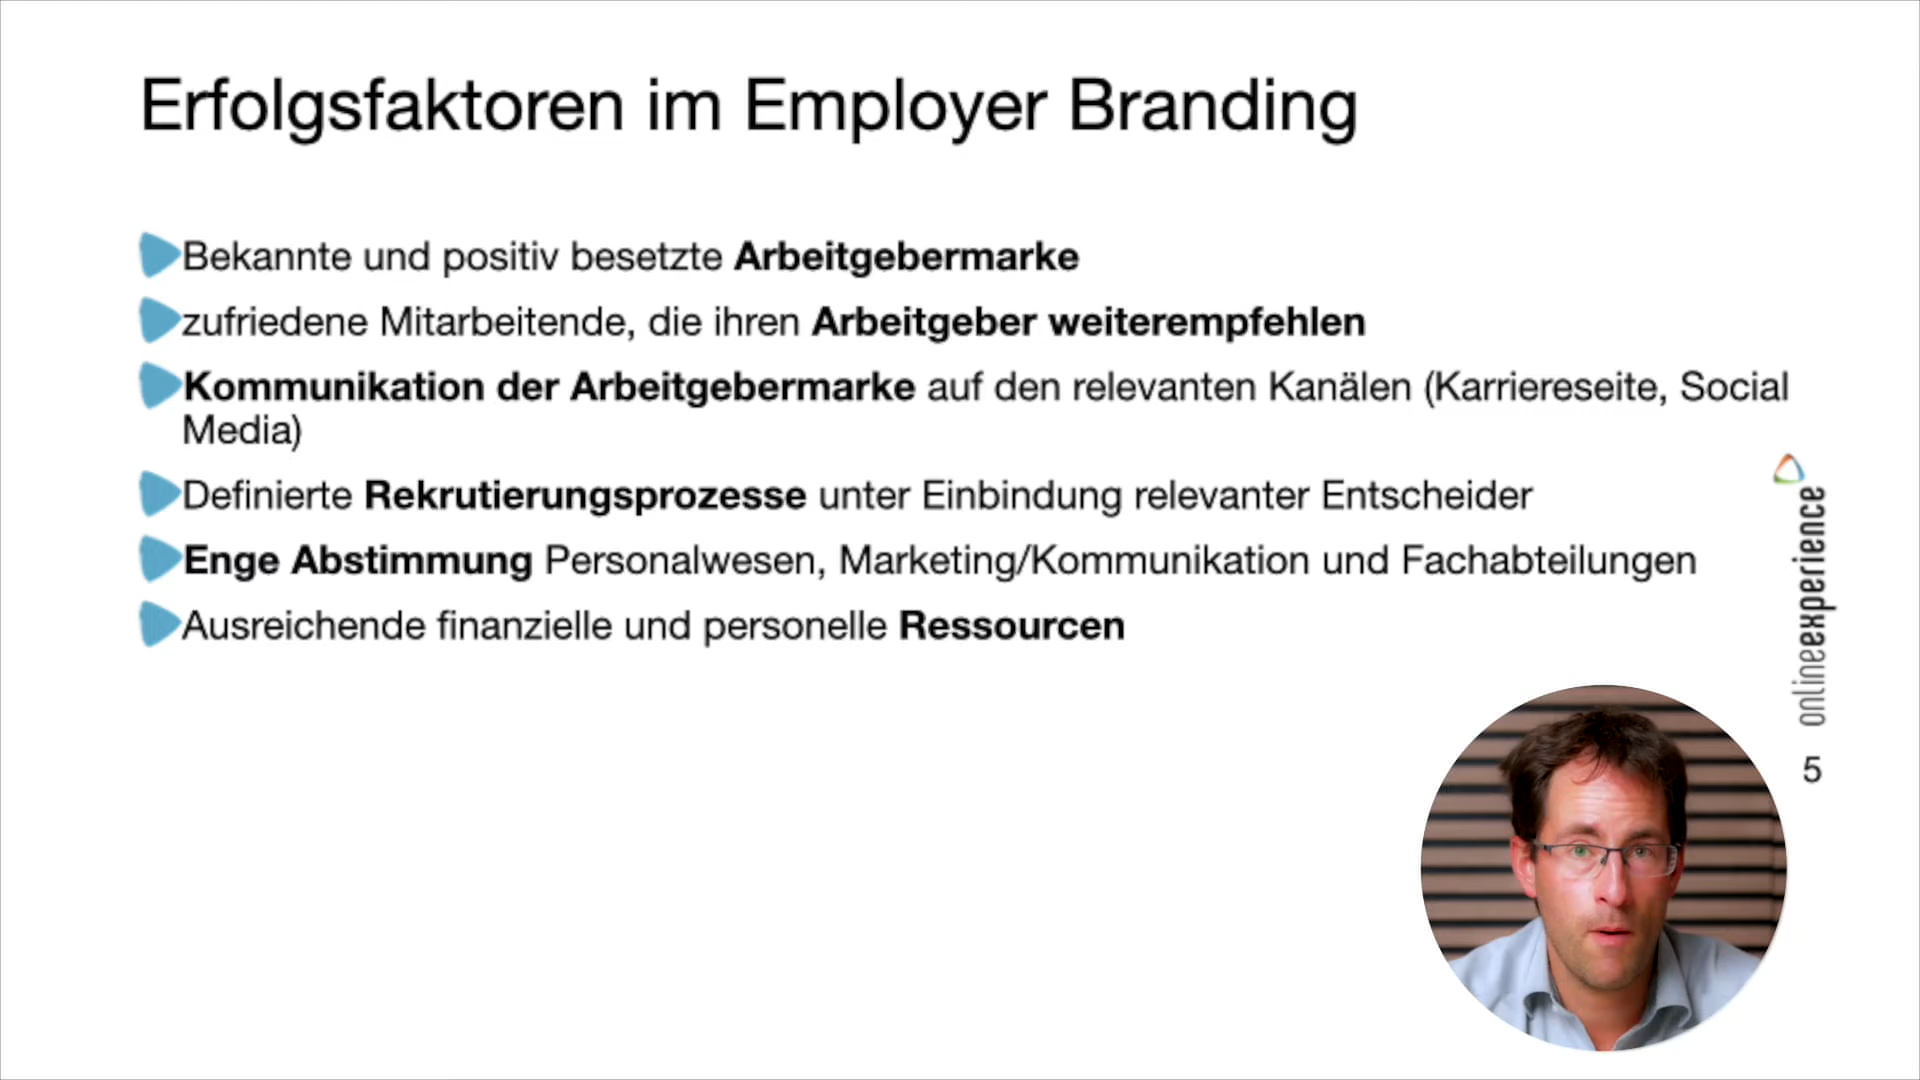 Erfolgsfaktoren im Employer Branding
Bekannte und positiv besetzte Arbeitgebermarke
zufriedene Mitarbeitende, die ihren Arbeitgeber weiterempfehlen
Kommunikation der Arbeitgebermarke auf den relevanten Kanälen (Karriereseite, Social
Media)
Definierte Rekrutierungsprozesse unter Einbindung relevanter Entscheider
Enge Abstimmung Personalwesen, Marketing/Kommunikation und Fachabteilungen
Ausreichende finanzielle und personelle Ressourcen
onlineexperience
5